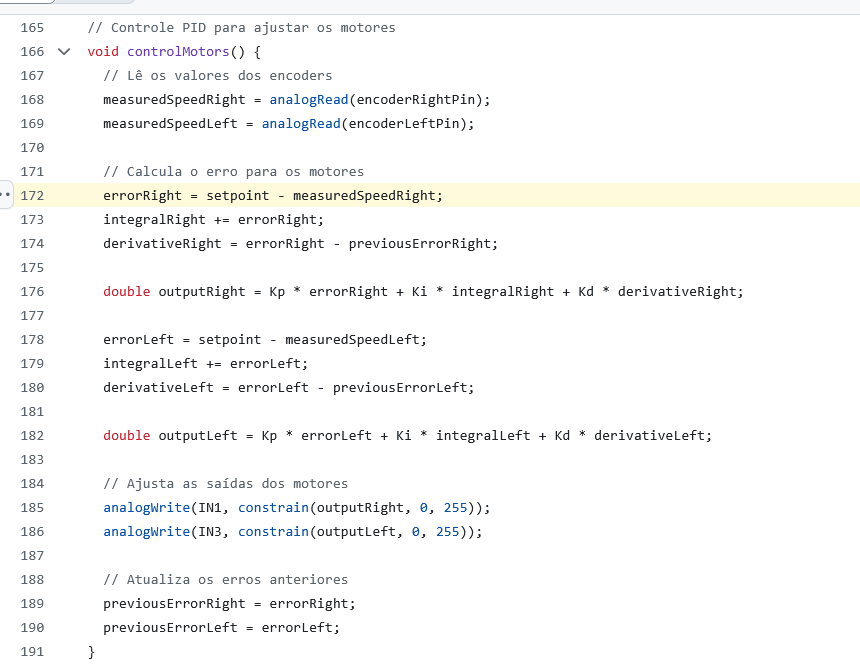 165 // Controle PID para ajustar os motores
166 void controlMotors() {
167 // Lê os valores dos encoders
168 measuredSpeedRight = analogRead(encoderRightPin);
169 measuredSpeedLeft = analogRead(encoderLeftPin);
170
171 // Calcula o erro para os motores
172 errorRight = setpoint - measuredSpeedRight;
173 integralRight += errorRight;
174 derivativeRight = errorRight - previousErrorRight;
175
176 double outputRight = Kp * errorRight + Ki * integralRight + Kd * derivativeRight;
177
178 errorLeft = setpoint - measuredSpeedLeft;
179 integralLeft += errorLeft;
180 derivativeLeft = errorLeft - previousErrorLeft;
181
182 double outputLeft = Kp * errorLeft + Ki * integralLeft + Kd * derivativeLeft;
183
184 // Ajusta as saídas dos motores
185 analogWrite(IN1, constrain(outputRight, 0, 255));
186 analogWrite(IN3, constrain(outputLeft, 0, 255));
187
188 // Atualiza os erros anteriores
189 previousErrorRight = errorRight;
190 previousErrorLeft = errorLeft;
191 }